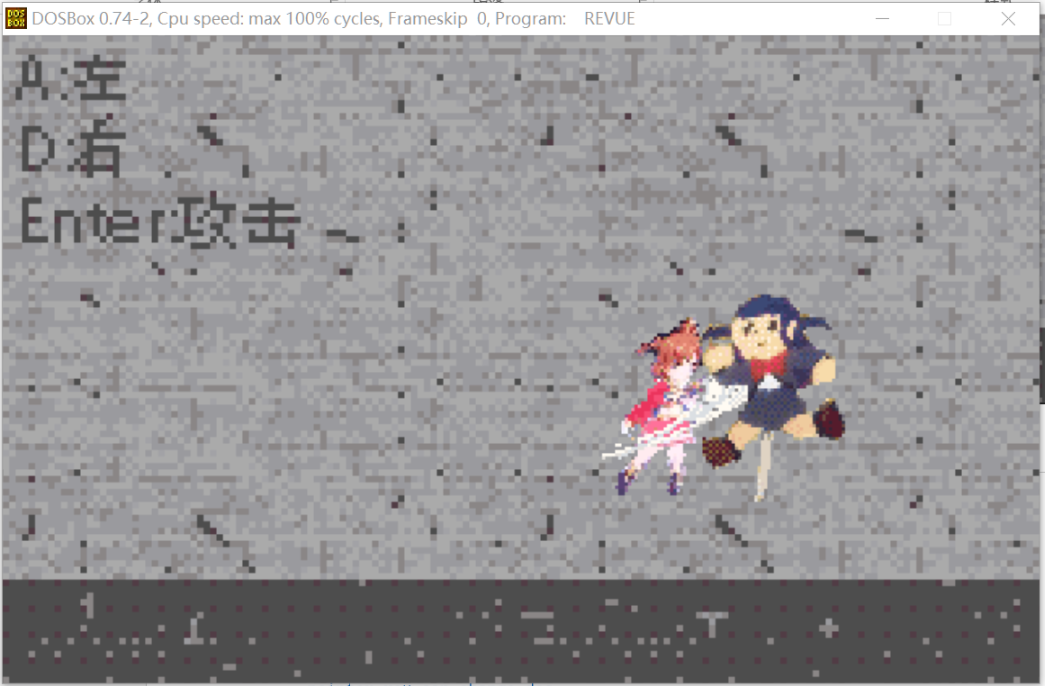 DOSBox 0.74-2, Cpu speed: max 100% cycles, Frameskip 0, Program: REVUE
A:左
D:右
Enter:攻击